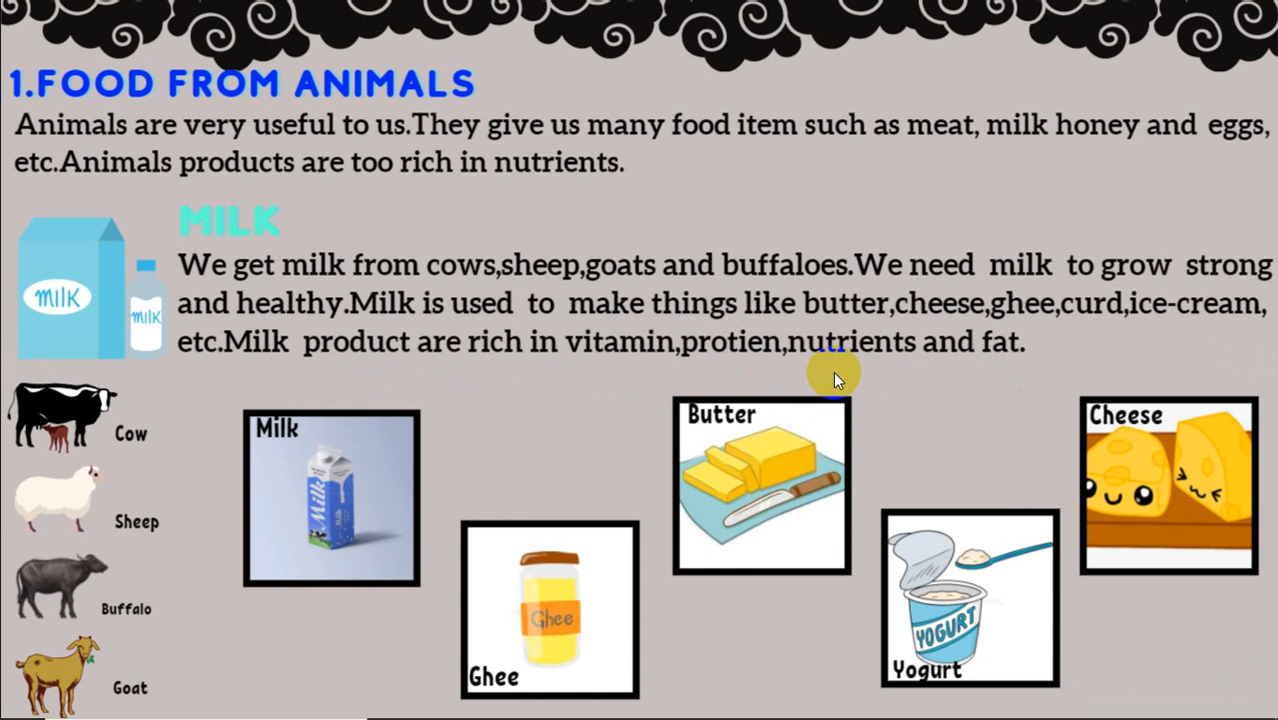 1.FOOD FROM ANIMALS
Animals are very useful to us.They give us many food item such as meat, milk honey and eggs,
etc.Animals products are too rich in nutrients.
MILK
We get milk from cows,sheep,goats and buffaloes.We need milk to grow strong
and healthy.Milk is used to make things like butter,cheese,ghee,curd,ice-cream,
etc.Milk product are rich in vitamin,protien,nutrients and fat.
milk
milk
Cow
Sheep
Buffalo
Goat
Milk
Milk
Ghee
Ghee
Butter
YOGURT
Yogurt
Cheese